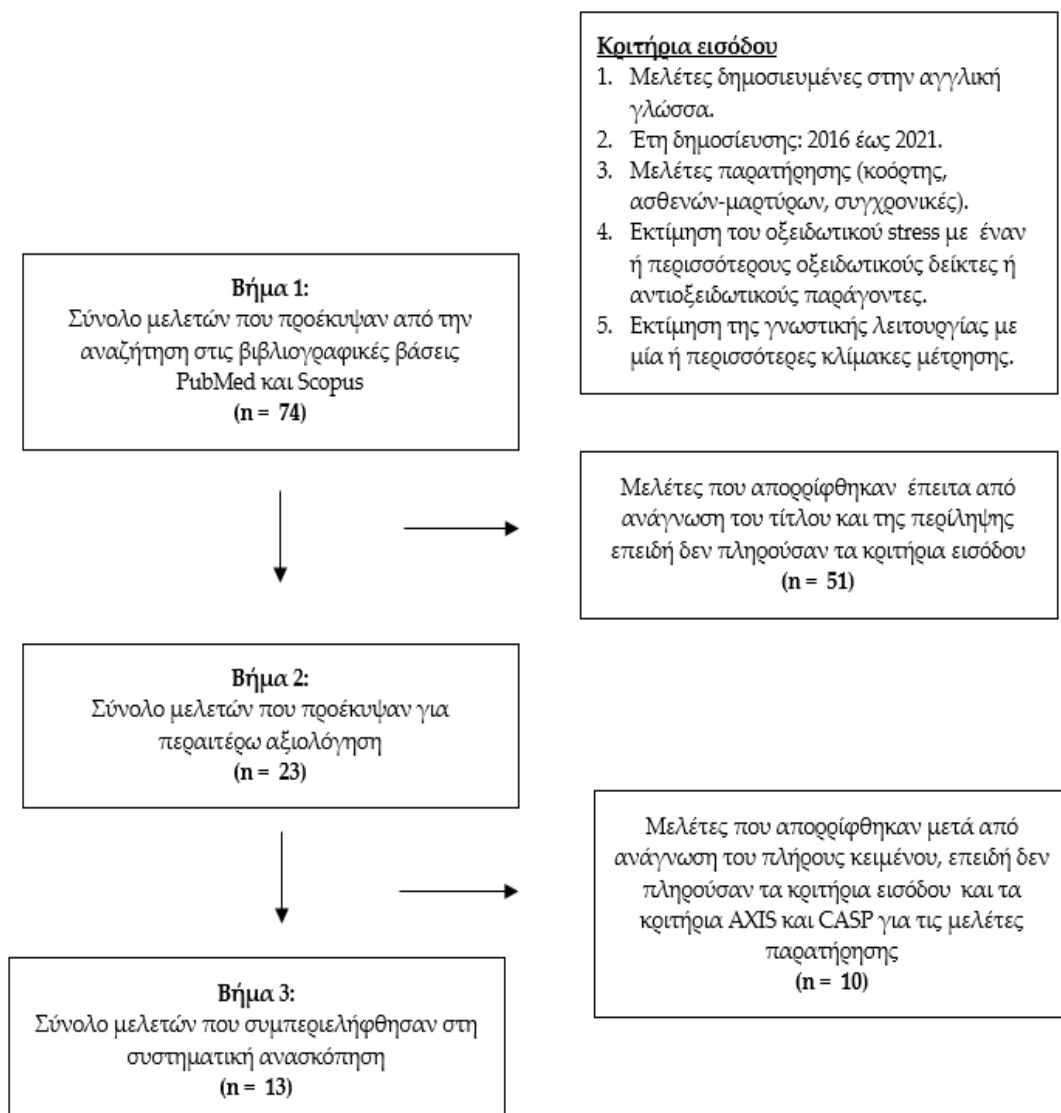 Κριτήρια εισόδου
1. Μελέτες δημοσιευμένες στην αγγλική
γλώσσα.
2. Έτη δημοσίευσης: 2016 έως 2021.
3. Μελέτες παρατήρησης (κοόρτης,
ασθενών-μαρτύρων, συγχρονικές).
4. Εκτίμηση του οξειδωτικού stress με έναν
ή περισσότερους οξειδωτικούς δείκτες ή
αντιοξειδωτικούς παράγοντες.
5. Εκτίμηση της γνωστικής λειτουργίας με
μία ή περισσότερες κλίμακες μέτρησης.
Βήμα 1:
Σύνολο μελετών που προέκυψαν από την
αναζήτηση στις βιβλιογραφικές βάσεις
PubMed και Scopus
(n = 74)
Μελέτες που απορρίφθηκαν έπειτα από
ανάγνωση του τίτλου και της περίληψης
επειδή δεν πληρούσαν τα κριτήρια εισόδου
(n = 51)
Βήμα 2:
Σύνολο μελετών που προέκυψαν για
περαιτέρω αξιολόγηση
(n = 23)
Μελέτες που απορρίφθηκαν μετά από
ανάγνωση του πλήρους κειμένου, επειδή δεν
πληρούσαν τα κριτήρια εισόδου και τα
κριτήρια AXIS και CASP για τις μελέτες
παρατήρησης
(n = 10)
Βήμα 3:
Σύνολο μελετών που συμπεριελήφθησαν στη
συστηματική ανασκόπηση
(n = 13)